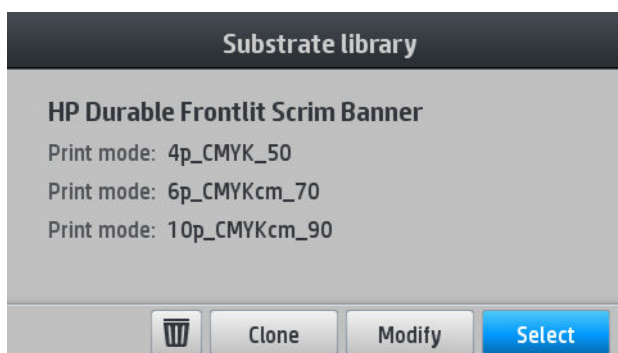 Substrate library
HP Durable Frontlit Scrim Banner
Print mode: 4p_CMYK_50
Print mode: 6p_CMYKcm_70
Print mode: 10p_CMYKcm_90
Clone Modify Select